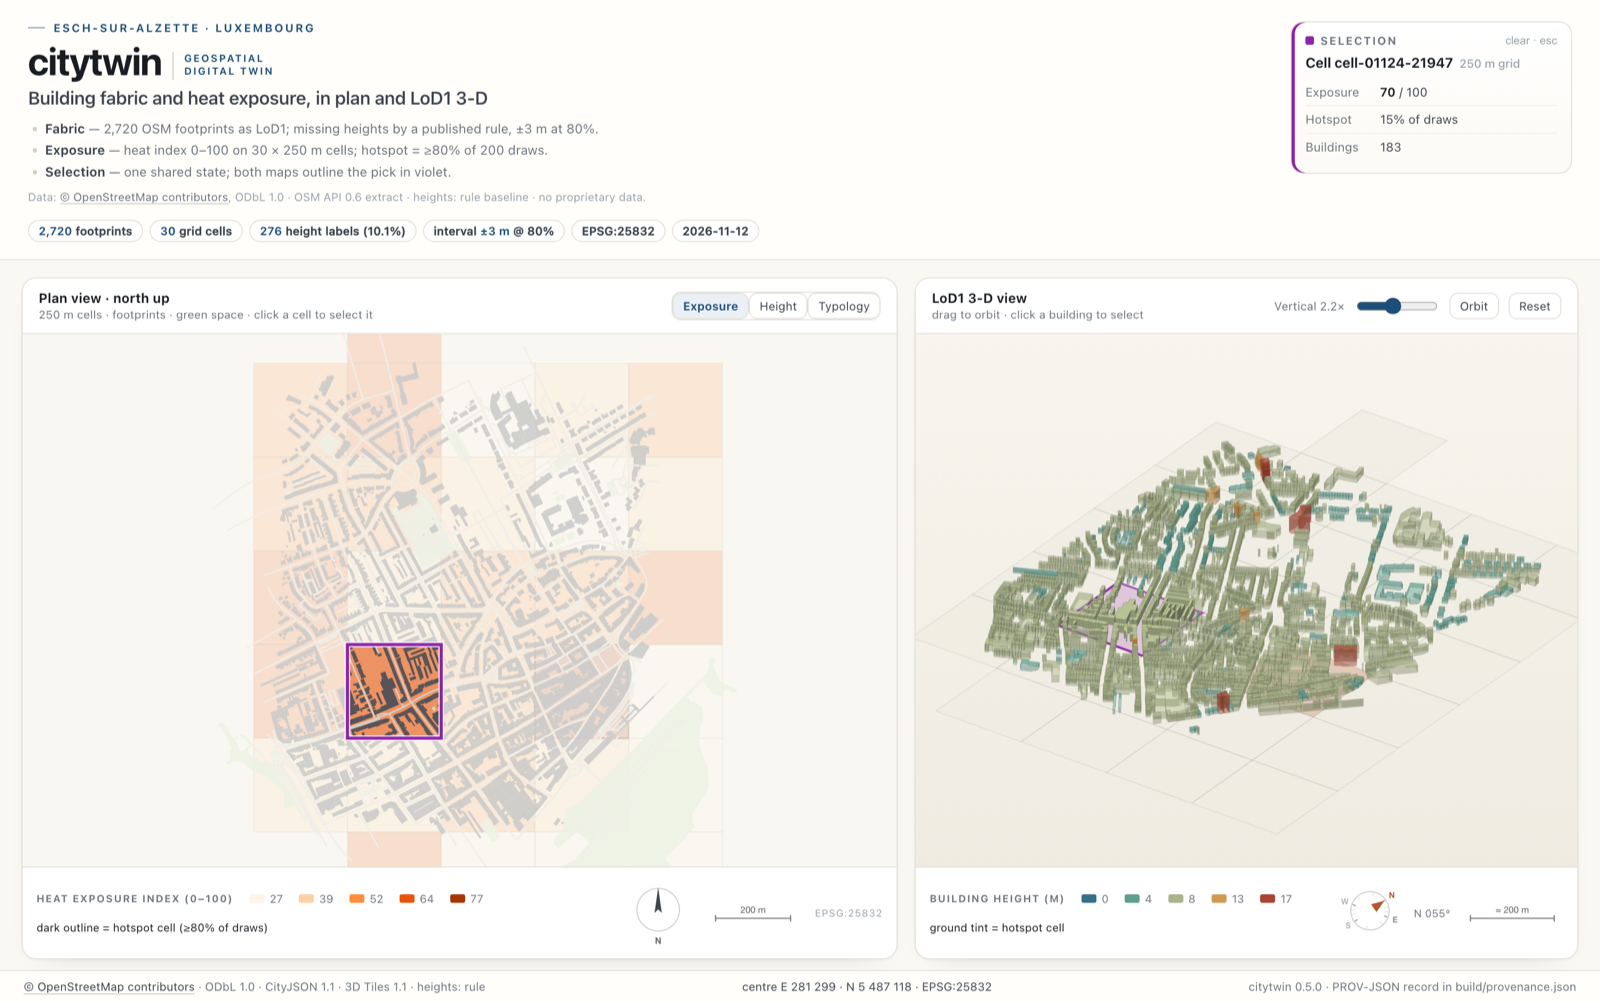 ESCH-SUR-ALZETTE · LUXEMBOURG
citytwin
GEOSPATIAL
DIGITAL TWIN
Building fabric and heat exposure, in plan and LoD1 3-D
• Fabric — 2,720 OSM footprints as LoD1; missing heights by a published rule, ±3 m at 80%.
• Exposure — heat index 0–100 on 30 × 250 m cells; hotspot = ≥80% of 200 draws.
• Selection — one shared state; both maps outline the pick in violet.
Data: © OpenStreetMap contributors, ODbL 1.0 · OSM API 0.6 extract · heights: rule baseline · no proprietary data.
2,720 footprints
30 grid cells
276 height labels (10.1%)
interval ±3 m @ 80%
EPSG:25832
2026-11-12
SELECTION
clear · esc
Cell cell-01124-21947 250 m grid
Exposure 70 / 100
Hotspot 15% of draws
Buildings 183
Plan view · north up
250 m cells · footprints · green space · click a cell to select it
Exposure
Height
Typology
HEAT EXPOSURE INDEX (0–100) 27 39 52 64 77
dark outline = hotspot cell (≥80% of draws)
N
200 m
EPSG:25832
LoD1 3-D view
drag to orbit · click a building to select
Vertical 2.2×
Orbit
Reset
BUILDING HEIGHT (M) 0 4 8 13 17
ground tint = hotspot cell
N
W
E
S
N 055°
≈ 200 m
© OpenStreetMap contributors · ODbL 1.0 · CityJSON 1.1 · 3D Tiles 1.1 · heights: rule
centre E 281 299 · N 5 487 118 · EPSG:25832
citytwin 0.5.0 · PROV-JSON record in build/provenance.json